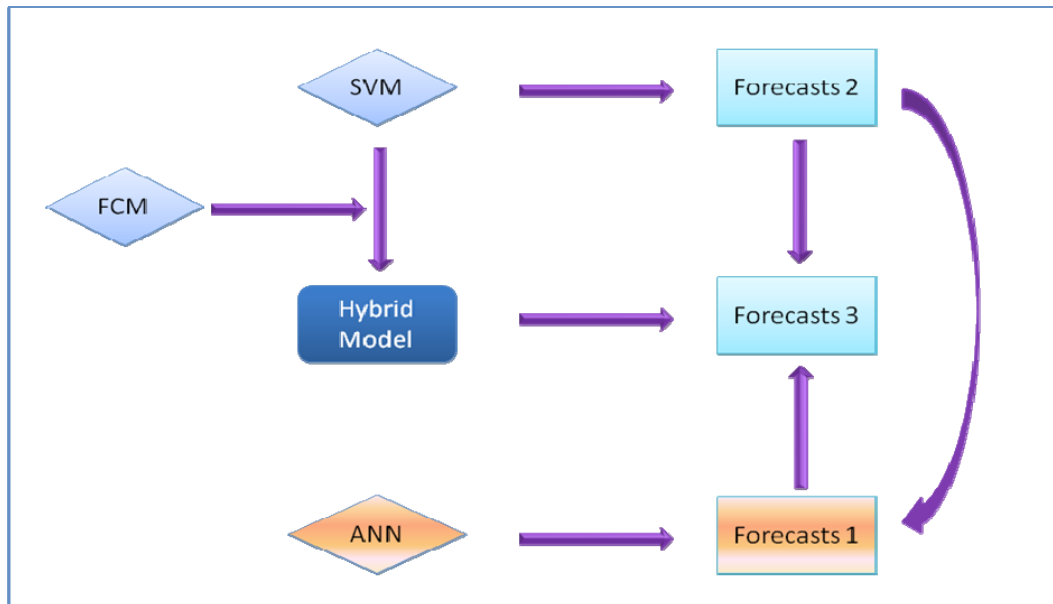 SVM
Forecasts 2
FCM
Hybrid
Model
Forecasts 3
ANN
Forecasts 1